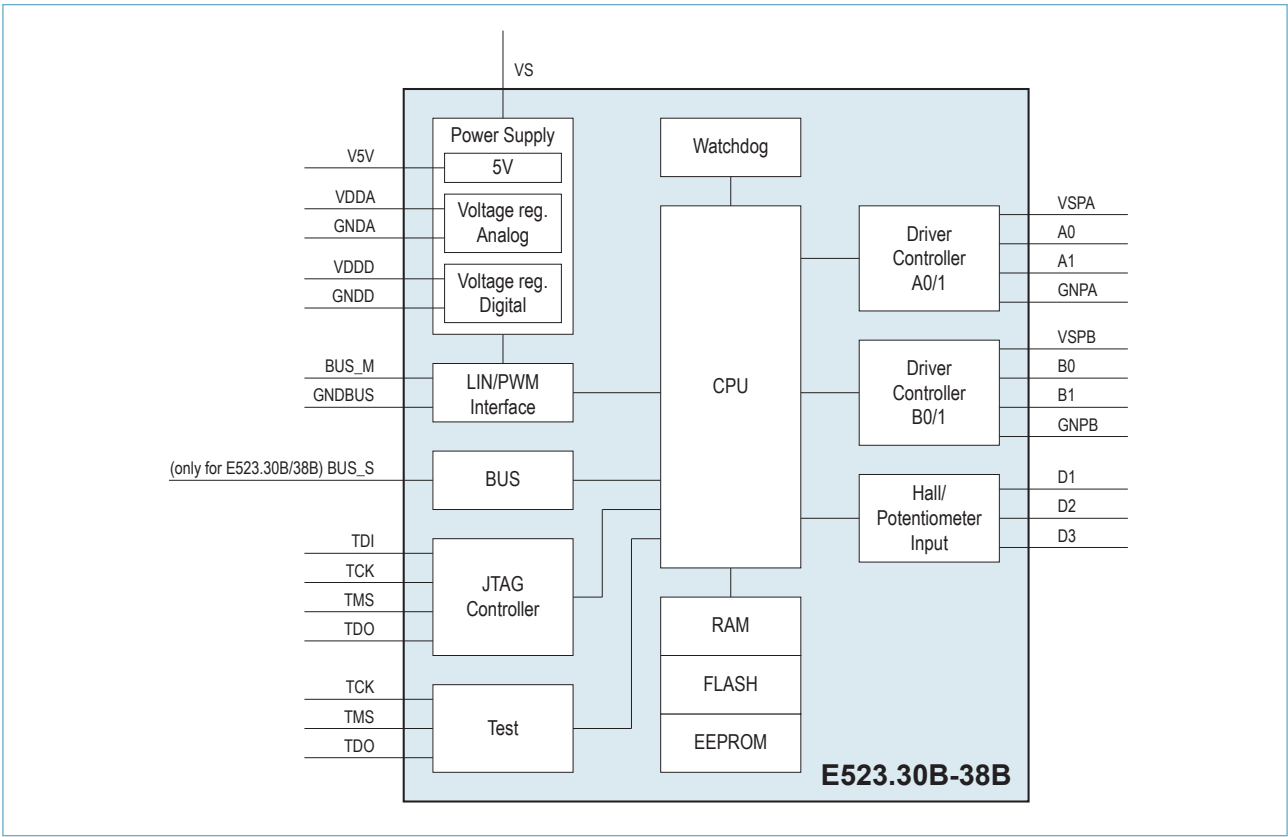 VS
Power Supply
5V
Voltage reg.
Analog
Voltage reg.
Digital
V5V
VDDA
GNDA
VDDD
GNDD
BUS_M
GNDBUS
LIN/PWM
Interface
(only for E523.30B/38B) BUS_S
BUS
TDI
TCK
TMS
TDO
JTAG
Controller
TCK
TMS
TDO
Test
Watchdog
CPU
RAM
FLASH
EEPROM
Driver
Controller
A0/1
VSPA
A0
A1
GNPA
Driver
Controller
B0/1
VSPB
B0
B1
GNPB
Hall/
Potentiometer
Input
D1
D2
D3
E523.30B-38B